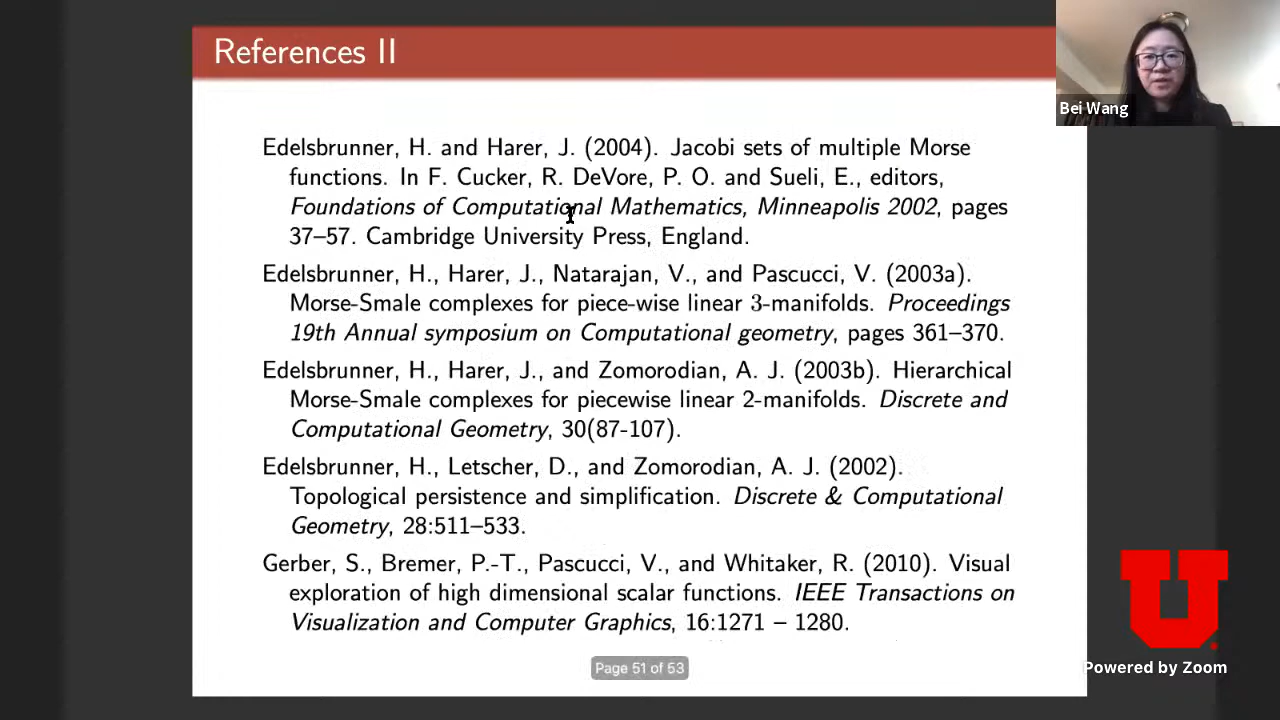 References II
Bei Wang
Edelsbrunner, H. and Harer, J. (2004). Jacobi sets of multiple Morse
functions. In F. Cucker, R. DeVore, P. O. and Sueli, E., editors,
Foundations of Computational Mathematics, Minneapolis 2002, pages
37–57. Cambridge University Press, England.
Edelsbrunner, H., Harer, J., Natarajan, V., and Pascucci, V. (2003a).
Morse-Smale complexes for piece-wise linear 3-manifolds. Proceedings
19th Annual symposium on Computational geometry, pages 361–370.
Edelsbrunner, H., Harer, J., and Zomorodian, A. J. (2003b). Hierarchical
Morse-Smale complexes for piecewise linear 2-manifolds. Discrete and
Computational Geometry, 30(87-107).
Edelsbrunner, H., Letscher, D., and Zomorodian, A. J. (2002).
Topological persistence and simplification. Discrete & Computational
Geometry, 28:511–533.
Gerber, S., Bremer, P.-T., Pascucci, V., and Whitaker, R. (2010). Visual
exploration of high dimensional scalar functions. IEEE Transactions on
Visualization and Computer Graphics, 16:1271 – 1280.
Page 51 of 53
U
Powered by Zoom